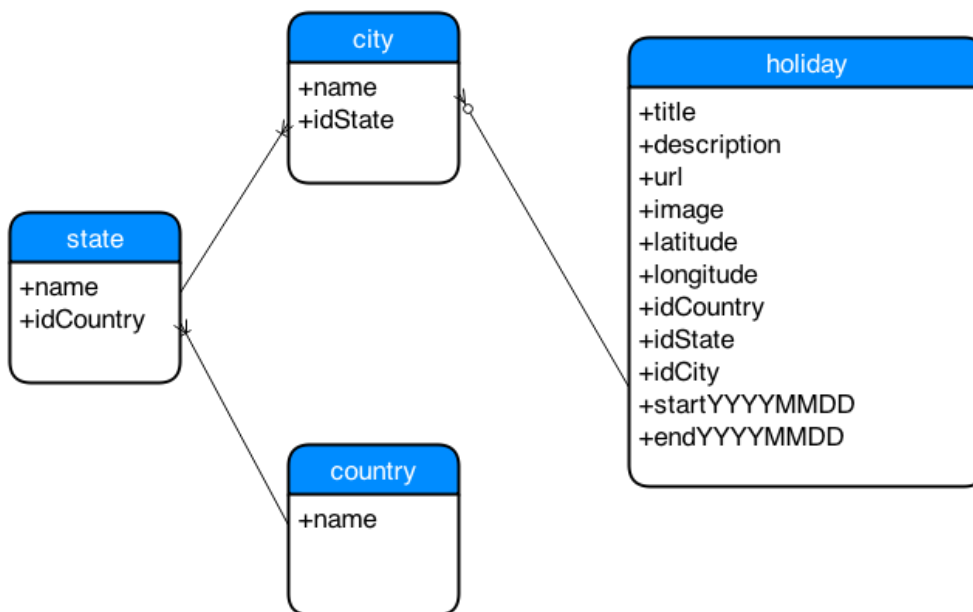 city
+name
+idState
holiday
+title
+description
+url
+image
+latitude
+longitude
+idCountry
+idState
+idCity
+startYYYYMMDD
+endYYYYMMDD
state
+name
+idCountry
country
+name